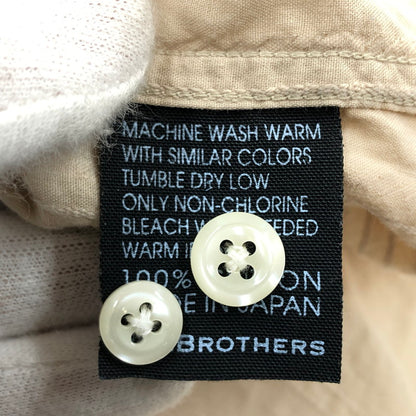 MACHINE WASH WARM
WITH SIMILAR COLORS
TUMBLE DRY LOW
ONLY NON-CHLORINE
BLEACH
WARM
100%
IN JAPAN
BROTHERS